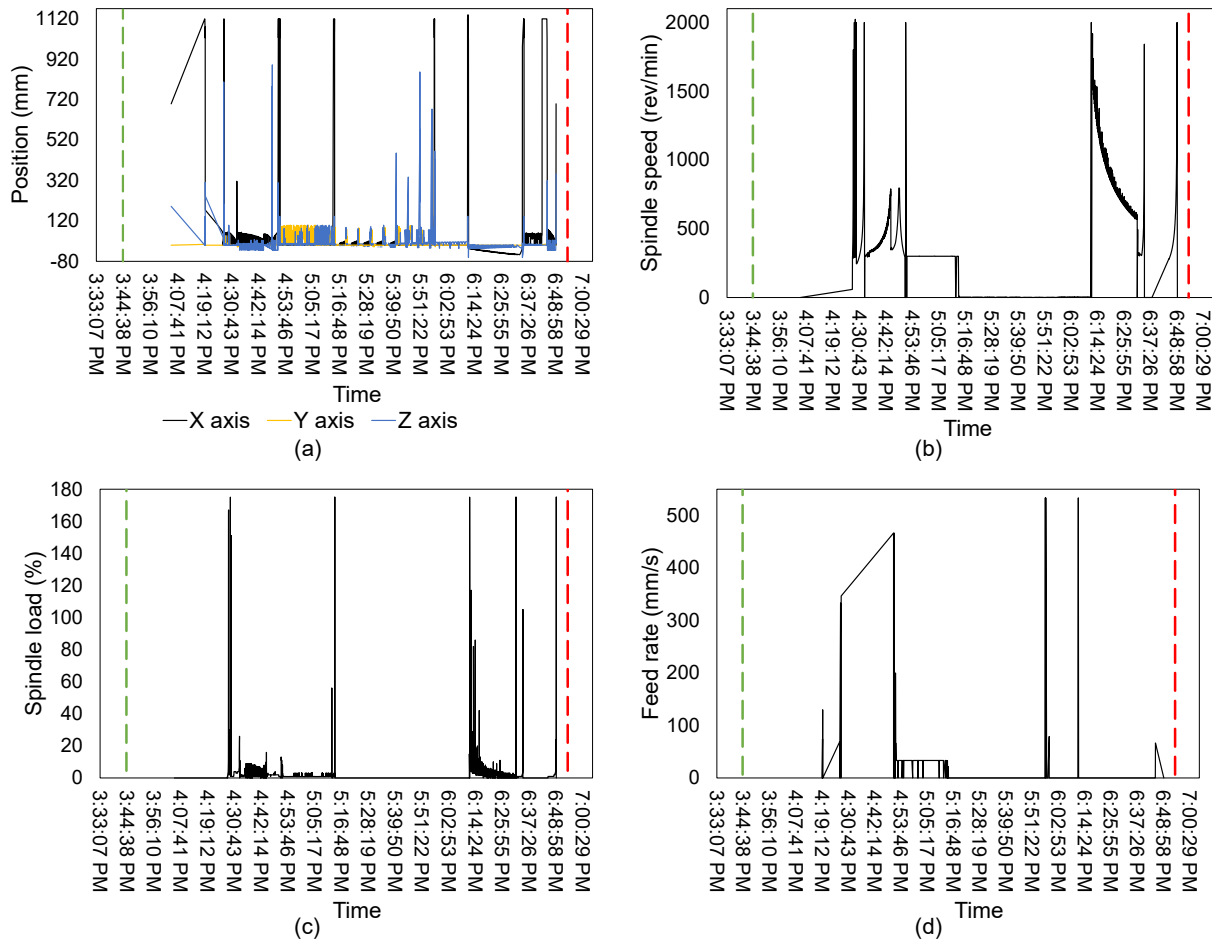 1120
920
720
520
320
120
-80
Position (mm)
3:33:07 PM
3:44:38 PM
3:56:10 PM
4:07:41 PM
4:19:12 PM
4:30:43 PM
4:42:14 PM
4:53:46 PM
5:05:17 PM
5:16:48 PM
5:28:19 PM
5:39:50 PM
5:51:22 PM
6:02:53 PM
6:14:24 PM
6:25:55 PM
6:37:26 PM
6:48:58 PM
7:00:29 PM
Time
X axis Y axis Z axis
(a)
2000
1500
1000
500
0
Spindle speed (rev/min)
3:33:07 PM
3:44:38 PM
3:56:10 PM
4:07:41 PM
4:19:12 PM
4:30:43 PM
4:42:14 PM
4:53:46 PM
5:05:17 PM
5:16:48 PM
5:28:19 PM
5:39:50 PM
5:51:22 PM
6:02:53 PM
6:14:24 PM
6:25:55 PM
6:37:26 PM
6:48:58 PM
7:00:29 PM
Time
(b)
180
160
140
120
100
80
60
40
20
0
Spindle load (%)
3:33:07 PM
3:44:38 PM
3:56:10 PM
4:07:41 PM
4:19:12 PM
4:30:43 PM
4:42:14 PM
4:53:46 PM
5:05:17 PM
5:16:48 PM
5:28:19 PM
5:39:50 PM
5:51:22 PM
6:02:53 PM
6:14:24 PM
6:25:55 PM
6:37:26 PM
6:48:58 PM
7:00:29 PM
Time
(c)
500
400
300
200
100
0
Feed rate (mm/s)
3:33:07 PM
3:44:38 PM
3:56:10 PM
4:07:41 PM
4:19:12 PM
4:30:43 PM
4:42:14 PM
4:53:46 PM
5:05:17 PM
5:16:48 PM
5:28:19 PM
5:39:50 PM
5:51:22 PM
6:02:53 PM
6:14:24 PM
6:25:55 PM
6:37:26 PM
6:48:58 PM
7:00:29 PM
Time
(d)